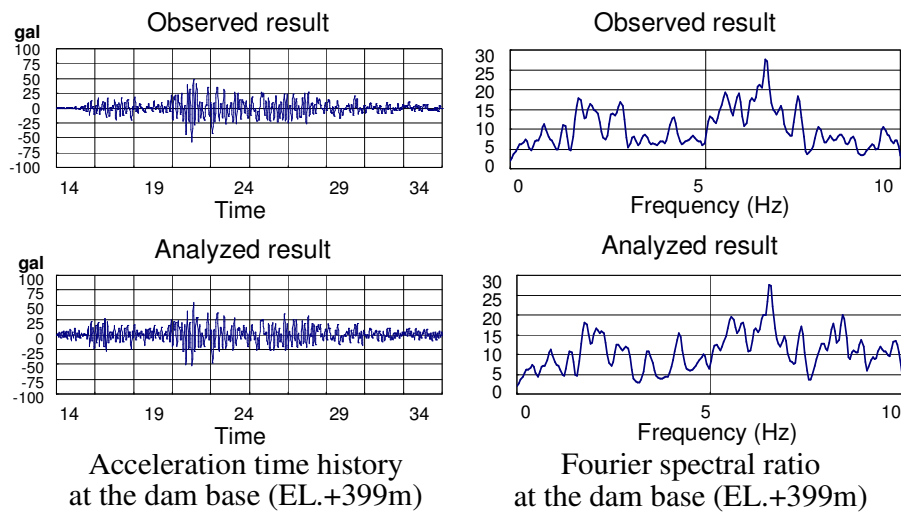 Observed result
gal
100
75
50
25
0
-25
-50
-75
-100
14 19 24 29 34
Time
Observed result
30
25
20
15
10
5
0
0 5 10
Frequency (Hz)
Analyzed result
gal
100
75
50
25
0
-25
-50
-75
-100
14 19 24 29 34
Time
Analyzed result
30
25
20
15
10
5
0
0 5 10
Frequency (Hz)
Acceleration time history
at the dam base (EL.+399m)
Fourier spectral ratio
at the dam base (EL.+399m)